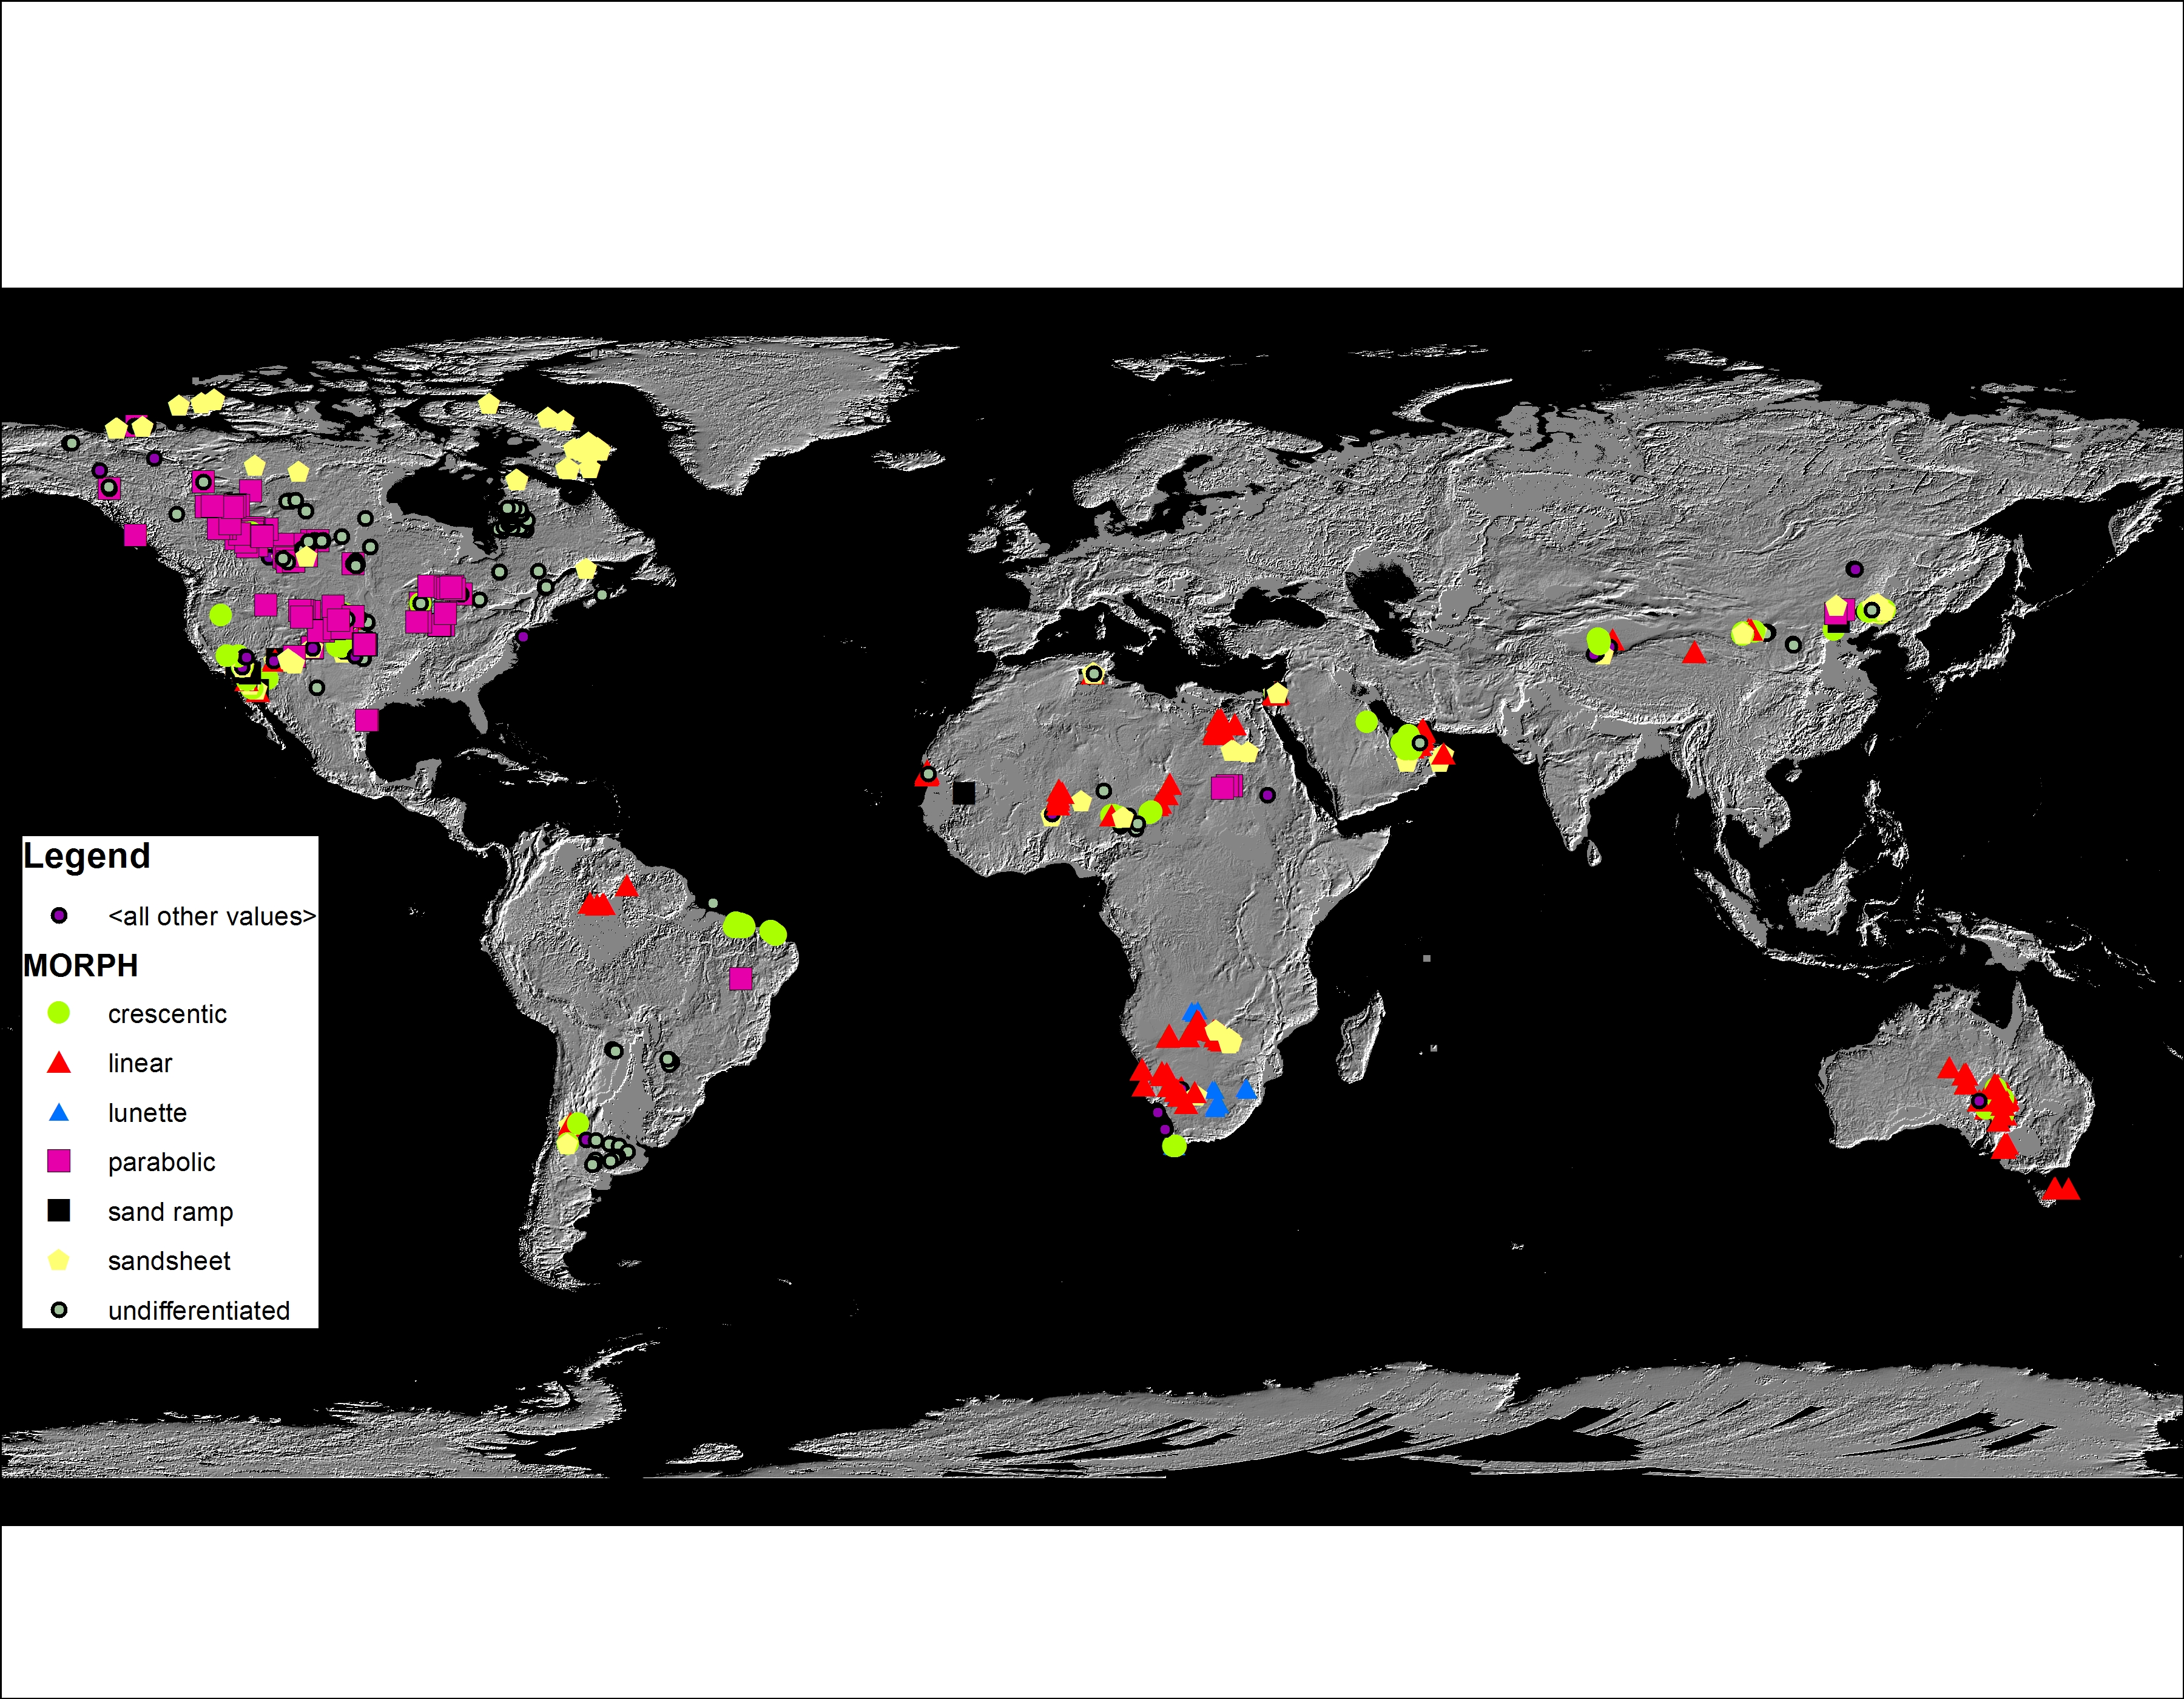 Legend
<all other values>
MORPH
crescentic
linear
lunette
parabolic
sand ramp
sandsheet
undifferentiated